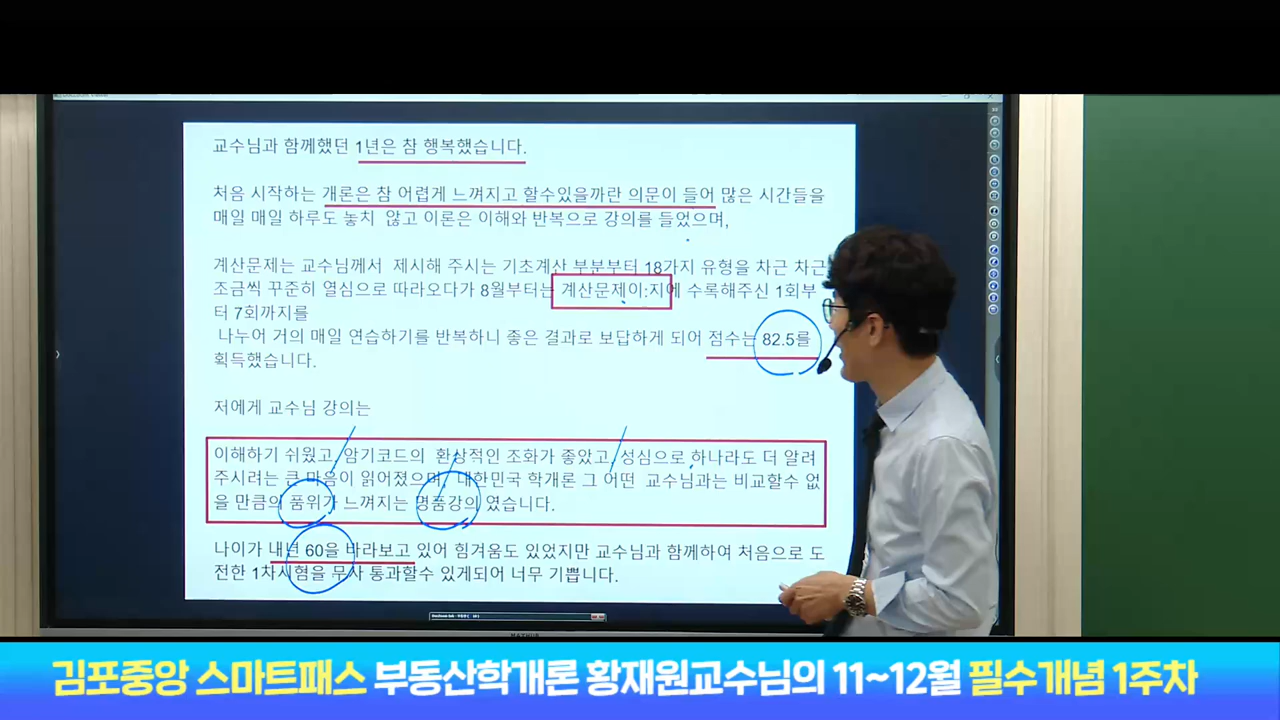 교수님과 함께했던 1년은 참 행복했습니다.
처음 시작하는 개론은 참 어렵게 느껴지고 할수있을까란 의문이 들어 많은 시간들을
매일 매일 하루도 놓치 않고 이론은 이해와 반복으로 강의를 들었으며,
계산문제는 교수님께서 제시해 주시는 기초계산 부분부터 18가지 유형을 차근 차근
조금씩 꾸준히 열심으로 따라오다가 8월부터는 계산문제이:지에 수록해주신 1회부
터 7회까지를
나누어 거의 매일 연습하기를 반복하니 좋은 결과로 보답하게 되어 점수는 82.5를
획득했습니다.
저에게 교수님 강의는
이해하기 쉬웠고, 암기코드의 환상적인 조화가 좋았고, 성심으로 하나라도 더 알려
주시려는 큰 마음이 읽어졌으며, 대한민국 학개론 그 어떤 교수님과는 비교할수 없
을 만큼의 품위가 느껴지는 명품강의 였습니다.
나이가 내년 60을 바라보고 있어 힘겨움도 있었지만 교수님과 함께하여 처음으로 도
전한 1차시험을 무사 통과할수 있게되어 너무 기쁩니다.
김포중앙 스마트패스 부동산학개론 황재원교수님의 11~12월 필수개념 1주차